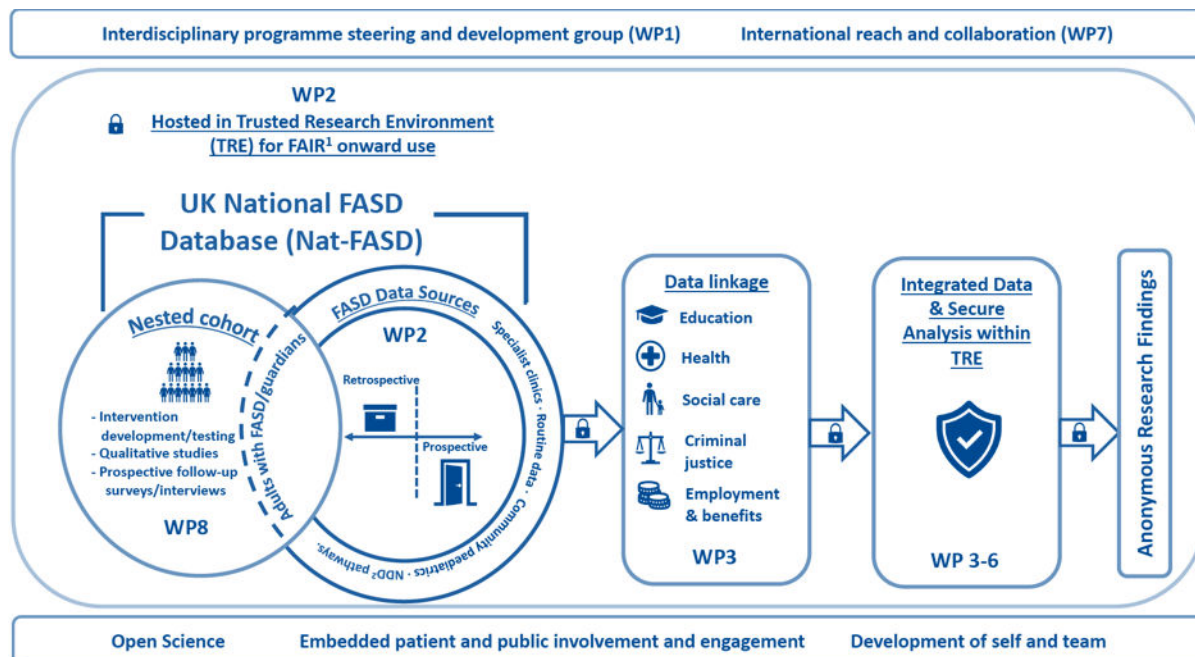 Interdisciplinary programme steering and development group (WP1) International reach and collaboration (WP7)
WP2
Hosted in Trusted Research Environment
(TRE) for FAIR¹ onward use
UK National FASD
Database (Nat-FASD)
Nested cohort
- Intervention
development/testing
- Qualitative studies
- Prospective follow-up
surveys/interviews
WP8
Adults with FASD/guardians
FASD Data Sources
Specialist clinics · Routine data · Community paediatrics · NDD² pathways.
WP2
Retrospective
Prospective
Data linkage
Education
Health
Social care
Criminal
justice
Employment
& benefits
WP3
Integrated Data
& Secure
Analysis within
TRE
WP 3-6
Anonymous Research Findings
Open Science Embedded patient and public involvement and engagement Development of self and team